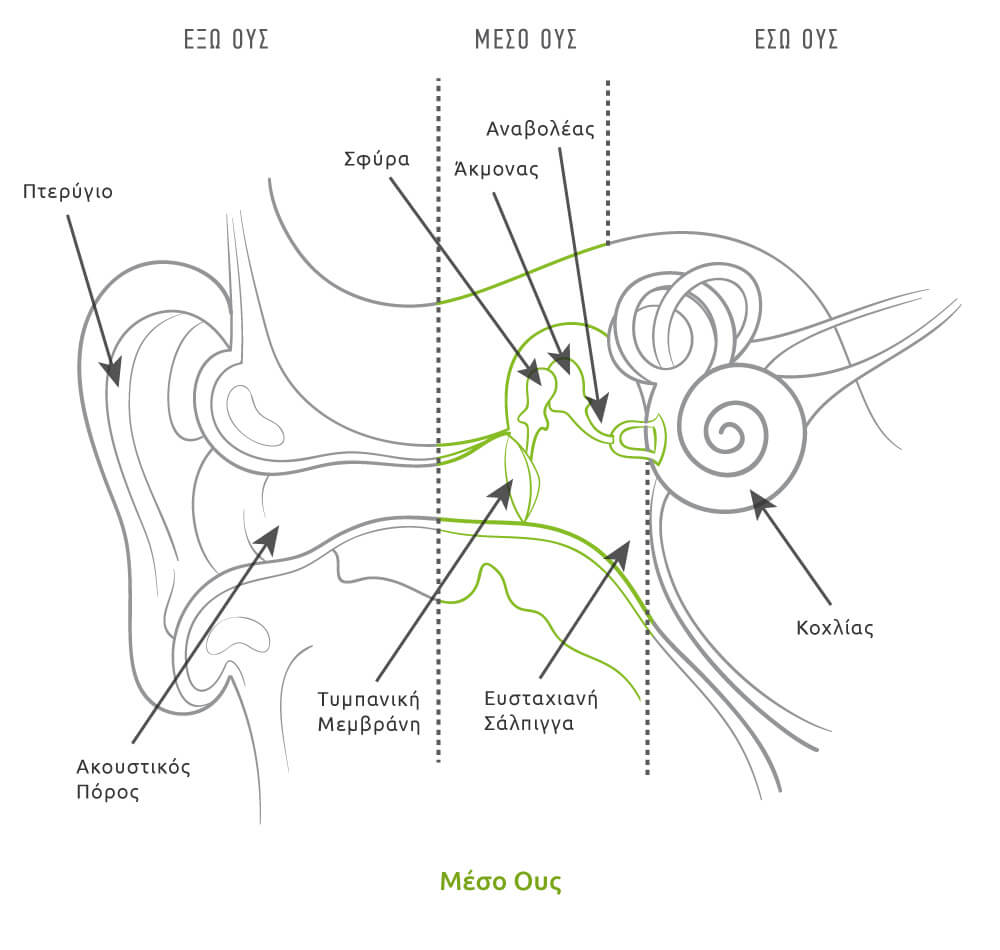 ΕΞΩ ΟΥΣ
ΜΕΣΟ ΟΥΣ
ΕΣΩ ΟΥΣ
Αναβολέας
Σφύρα
Άκμονας
Πτερύγιο
Κοχλίας
Τυμπανική
Μεμβράνη
Ευσταχιανή
Σάλπιγγα
Ακουστικός
Πόρος
Μέσο Ους